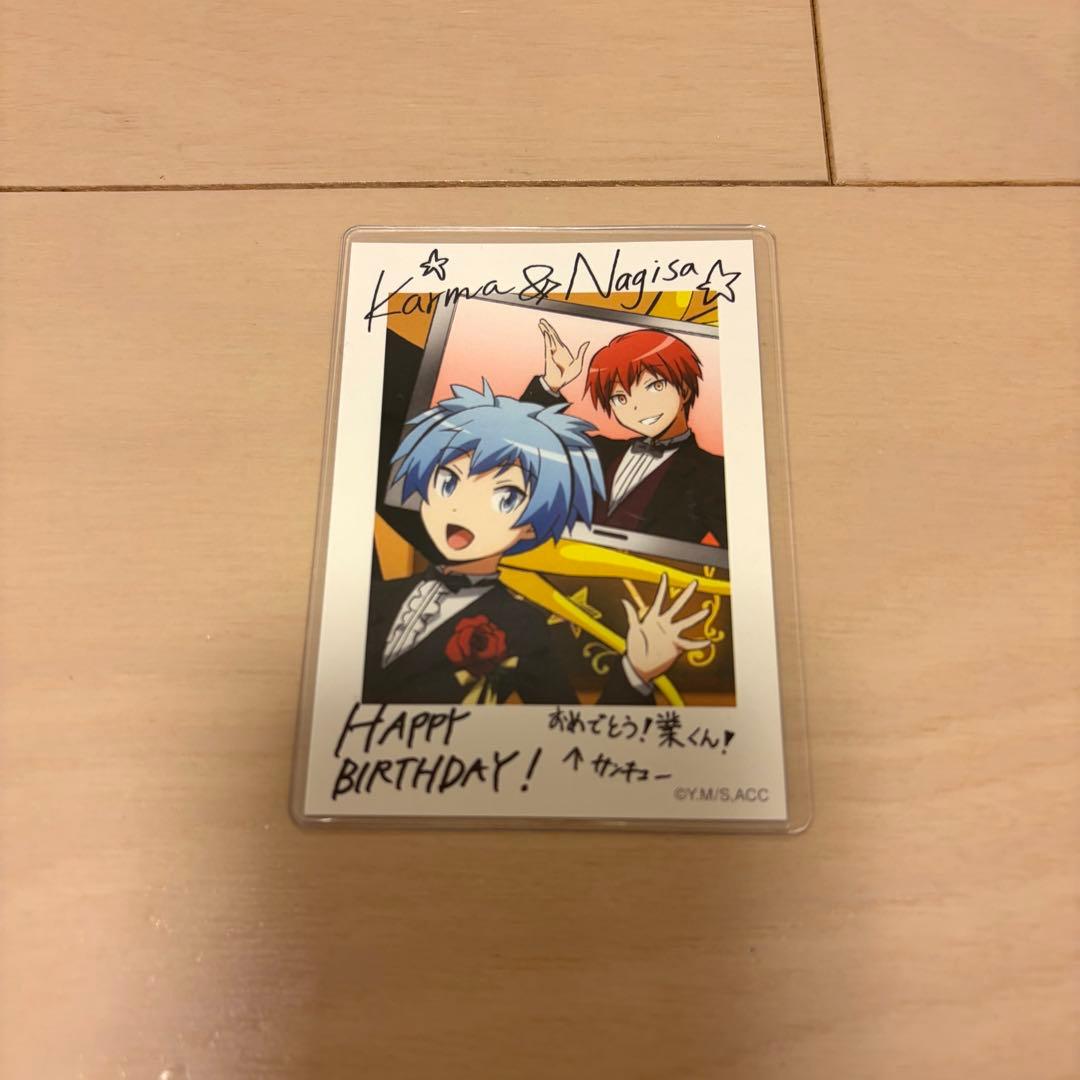 Karma & Nagisa
HAPPY
BIRTHDAY!
おめでとう!業くん!
↑サンキュー
©Y.M/S,ACC